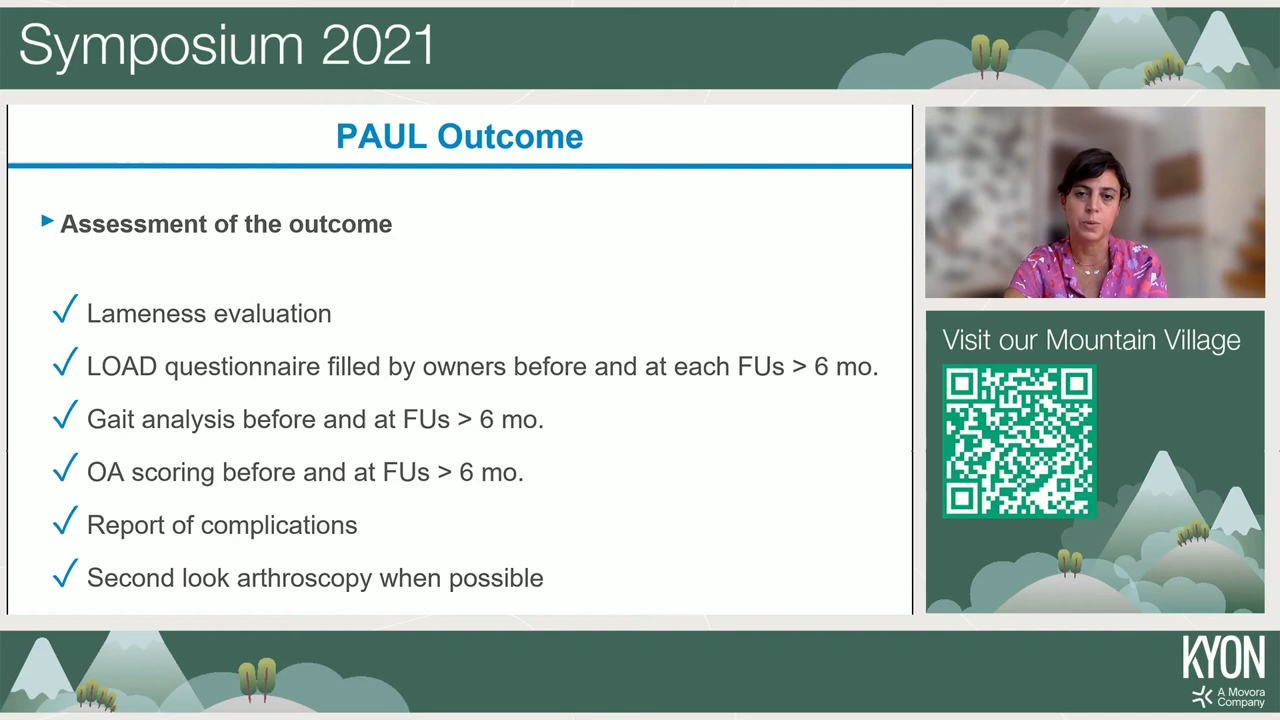 Symposium 2021
PAUL Outcome
Assessment of the outcome
Lameness evaluation
LOAD questionnaire filled by owners before and at each FUs > 6 mo.
Gait analysis before and at FUs > 6 mo.
OA scoring before and at FUs > 6 mo.
Report of complications
Second look arthroscopy when possible
Visit our Mountain Village
KYON
A Movora
Company